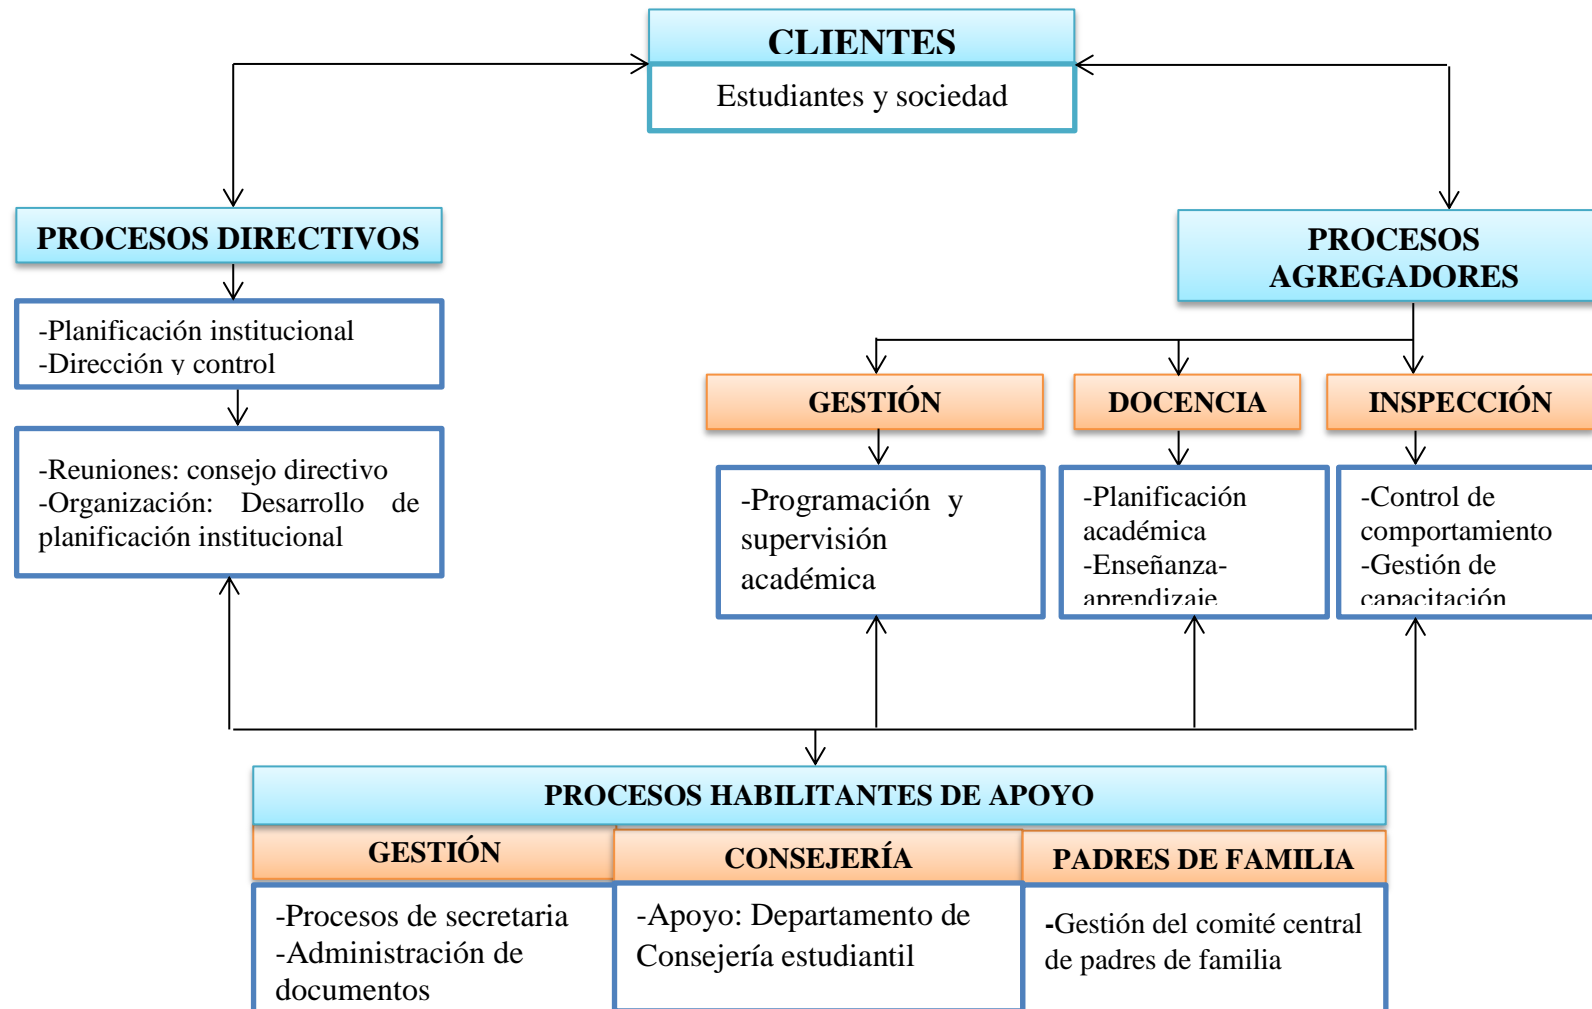 CLIENTES
Estudiantes y sociedad
PROCESOS DIRECTIVOS
-Planificación institucional
-Dirección y control
-Reuniones: consejo directivo
-Organización: Desarrollo de
planificación institucional
PROCESOS
AGREGADORES
GESTIÓN
-Programación y
supervisión
académica
DOCENCIA
-Planificación
académica
-Enseñanza-
aprendizaje
INSPECCIÓN
-Control de
comportamiento
-Gestión de
capacitación
PROCESOS HABILITANTES DE APOYO
GESTIÓN
-Procesos de secretaria
-Administración de
documentos
CONSEJERÍA
-Apoyo: Departamento de
Consejería estudiantil
PADRES DE FAMILIA
-Gestión del comité central
de padres de familia